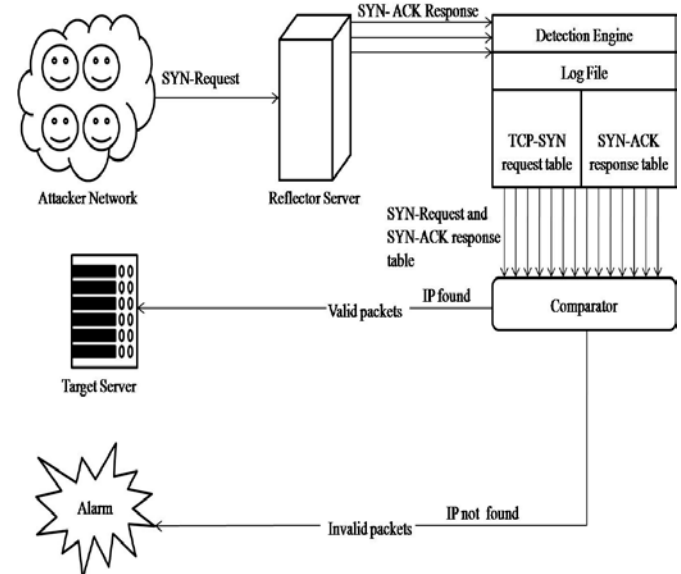 SYN- ACK Response
Detection Engine
Log File
SYN-Request
TCP-SYN
request table
SYN-ACK
response table
Attacker Network
Reflector Server
SYN-Request and
SYN-ACK response
table
Comparator
IP found
Valid packets
Target Server
Alarm
IP not found
Invalid packets